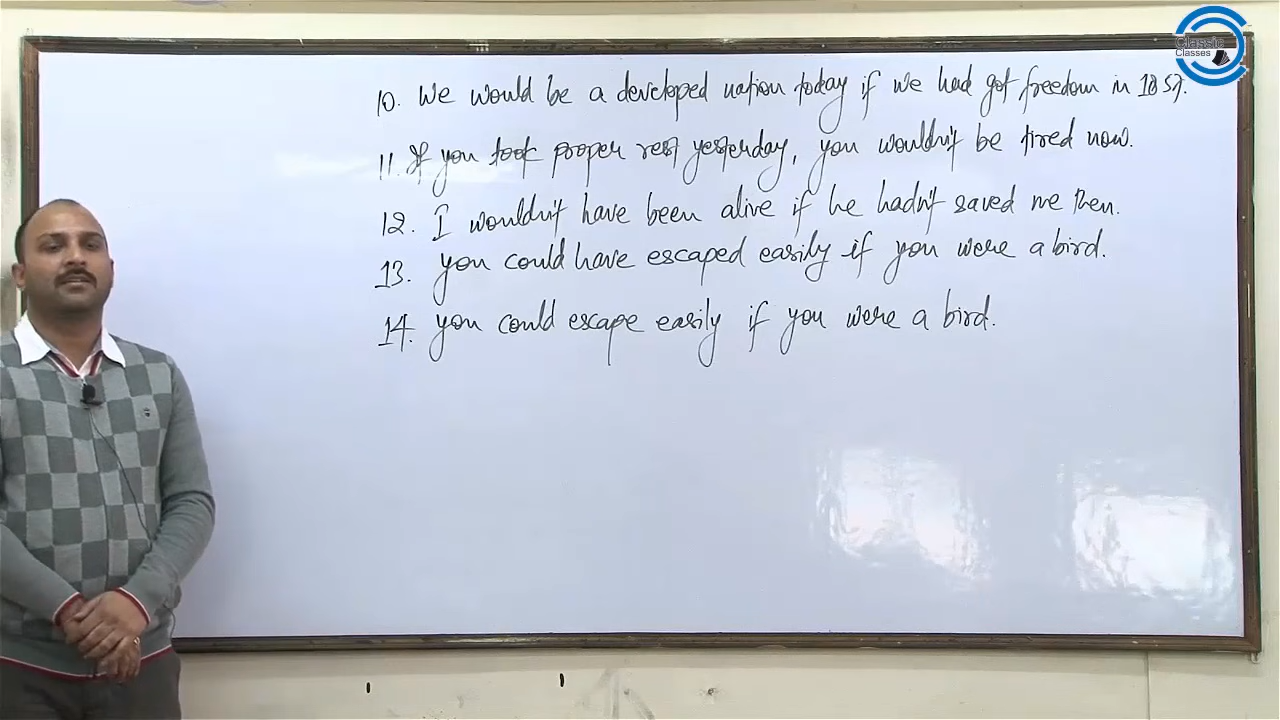 Classic
Classes
10. We would be a developed nation today if we had got freedom in 1857.
11. If you took proper rest yesterday, you wouldn't be tired now.
12. I wouldn't have been alive if he hadn't saved me then.
13. you could have escaped easily if you were a bird.
14. you could escape easily if you were a bird.